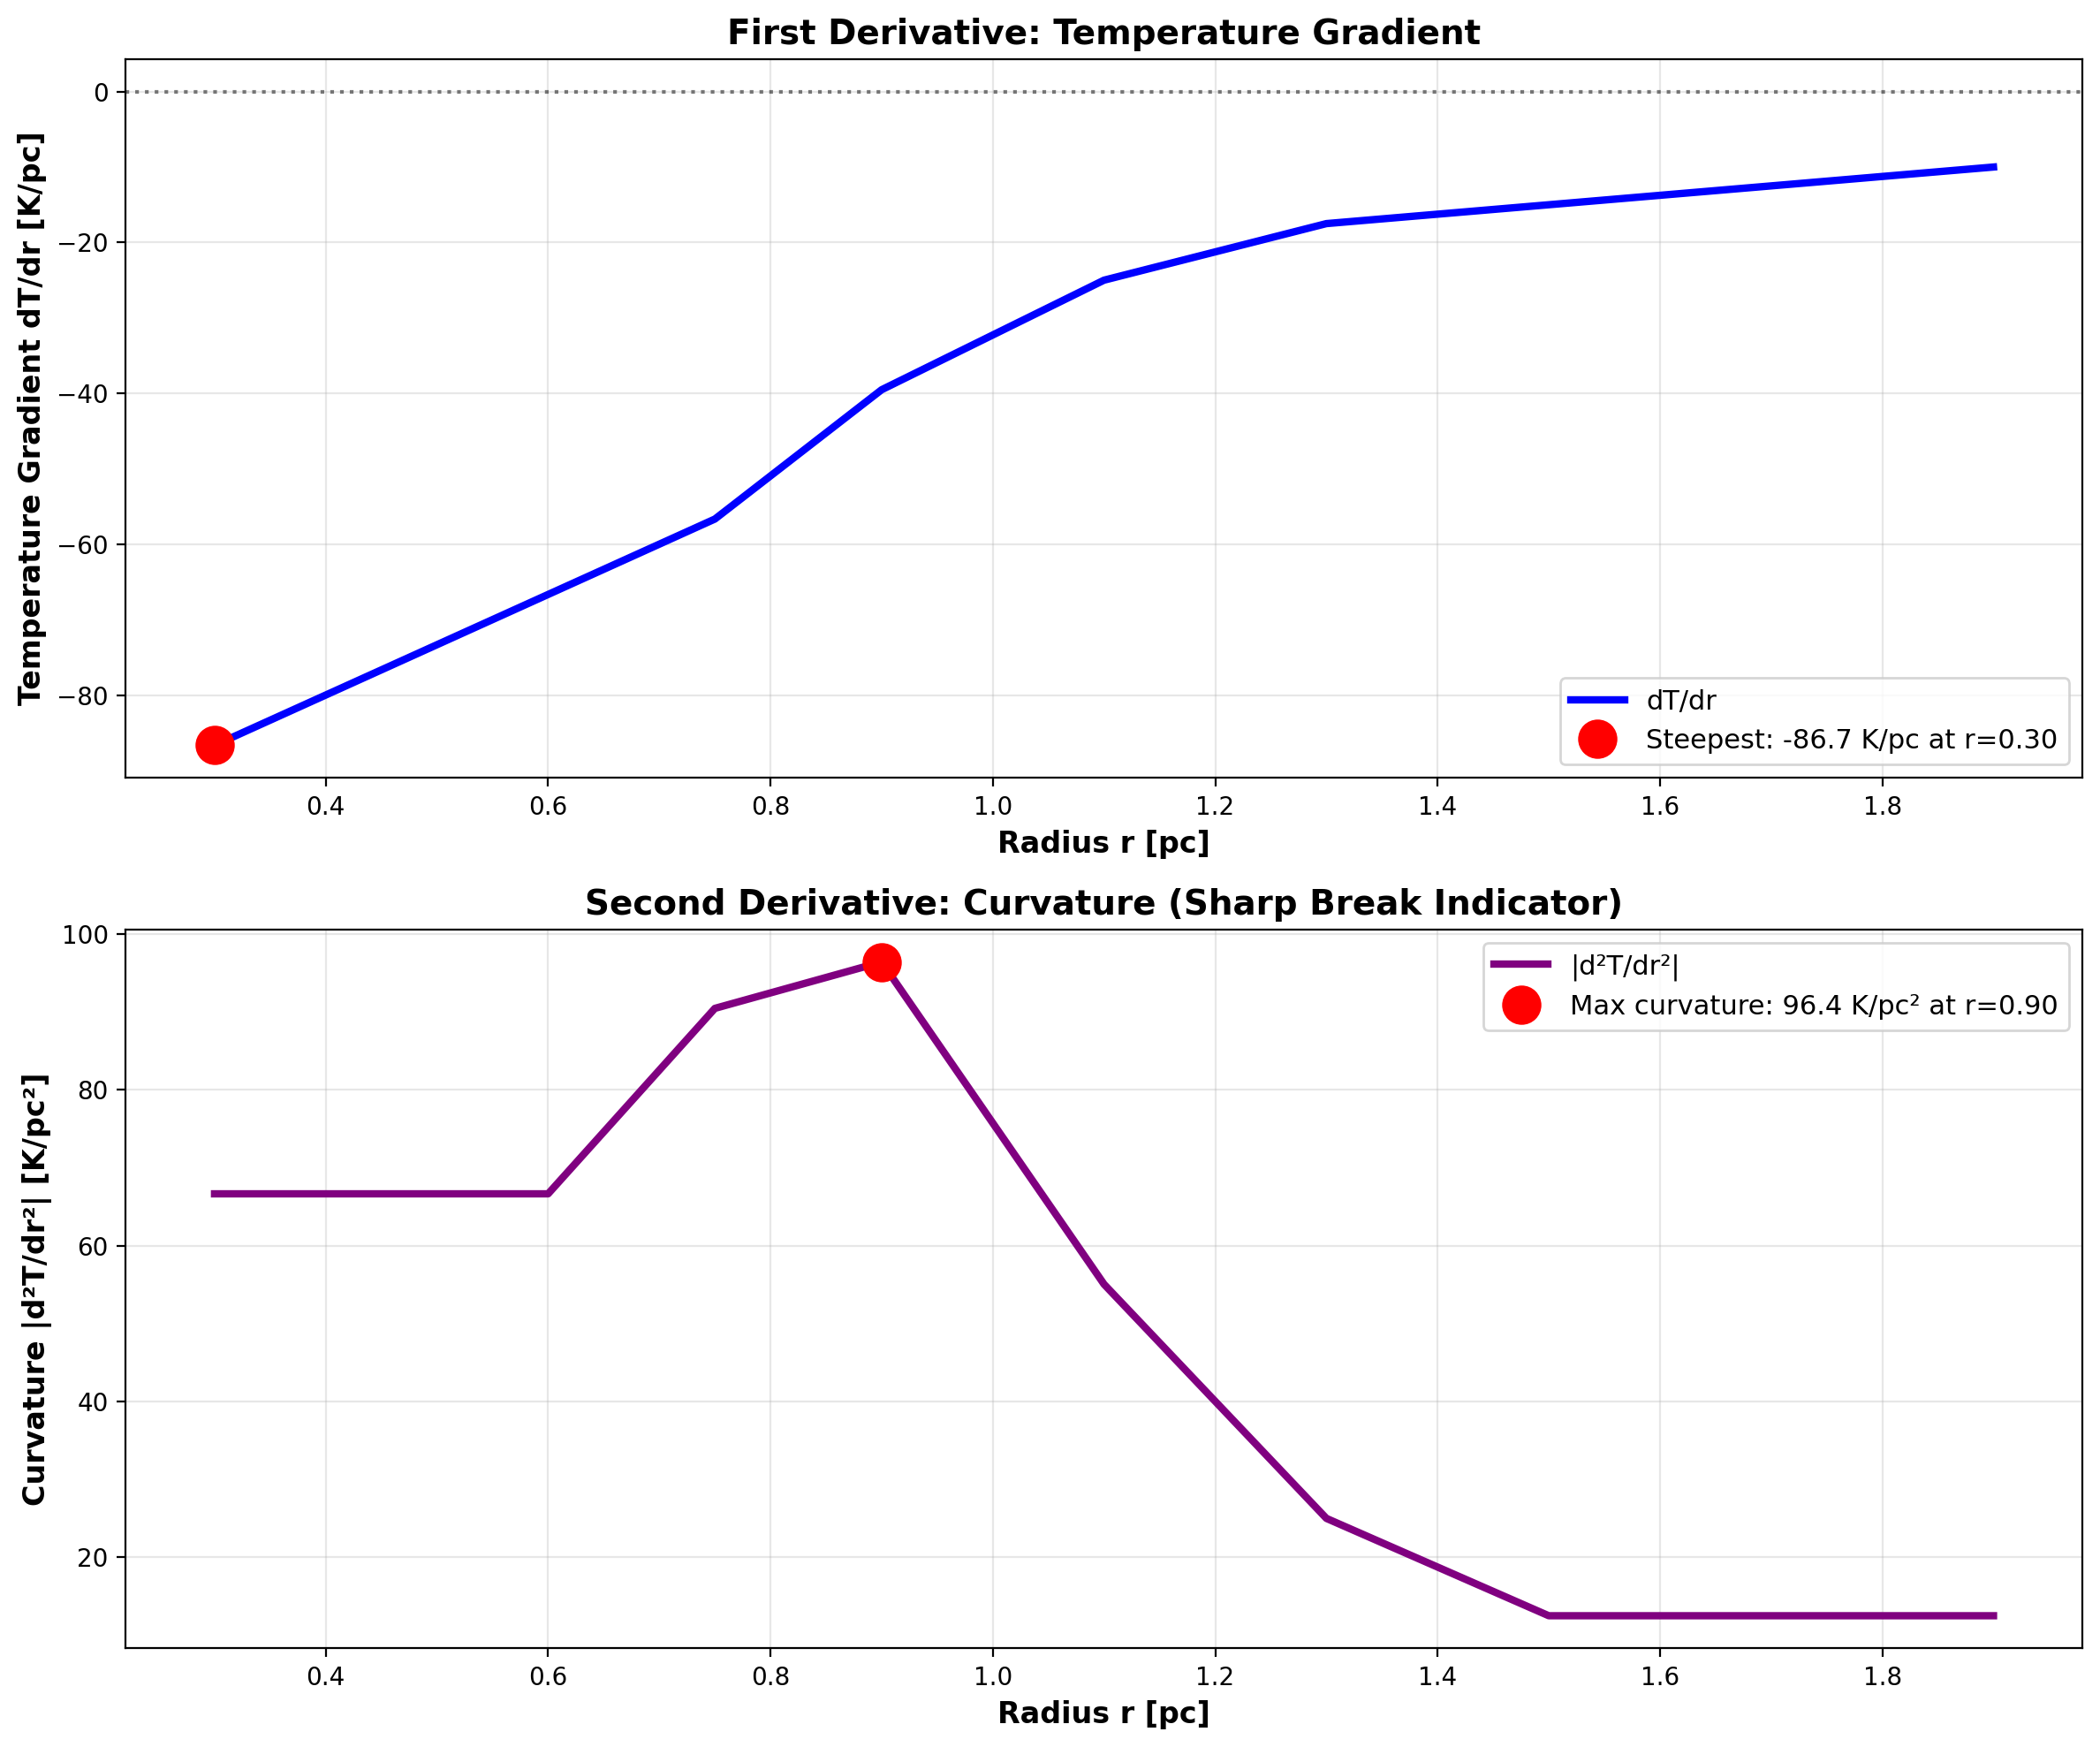 First Derivative: Temperature Gradient
Temperature Gradient dT/dr [K/pc]
0
−20
−40
−60
−80
dT/dr
Steepest: -86.7 K/pc at r=0.30
0.4 0.6 0.8 1.0 1.2 1.4 1.6 1.8
Radius r [pc]
Second Derivative: Curvature (Sharp Break Indicator)
Curvature |d²T/dr²| [K/pc²]
100
80
60
40
20
|d²T/dr²|
Max curvature: 96.4 K/pc² at r=0.90
0.4 0.6 0.8 1.0 1.2 1.4 1.6 1.8
Radius r [pc]